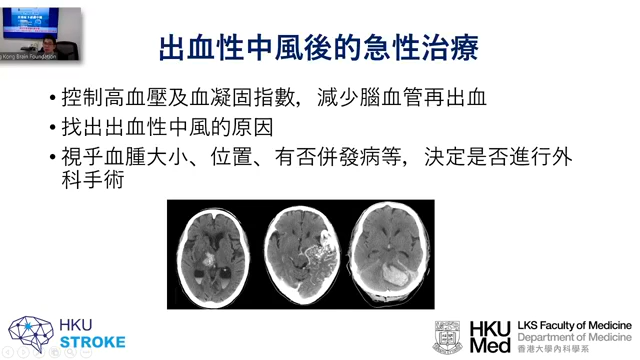 出血性中風後的急性治療
• 控制高血壓及血凝固指數，減少腦血管再出血
• 找出出血性中風的原因
• 視乎血腫大小、位置、有否併發病等，決定是否進行外
科手術
Kong Brain Foundation
HKU
STROKE
HKU
Med
LKS Faculty of Medicine
Department of Medicine
香港大學內科學系